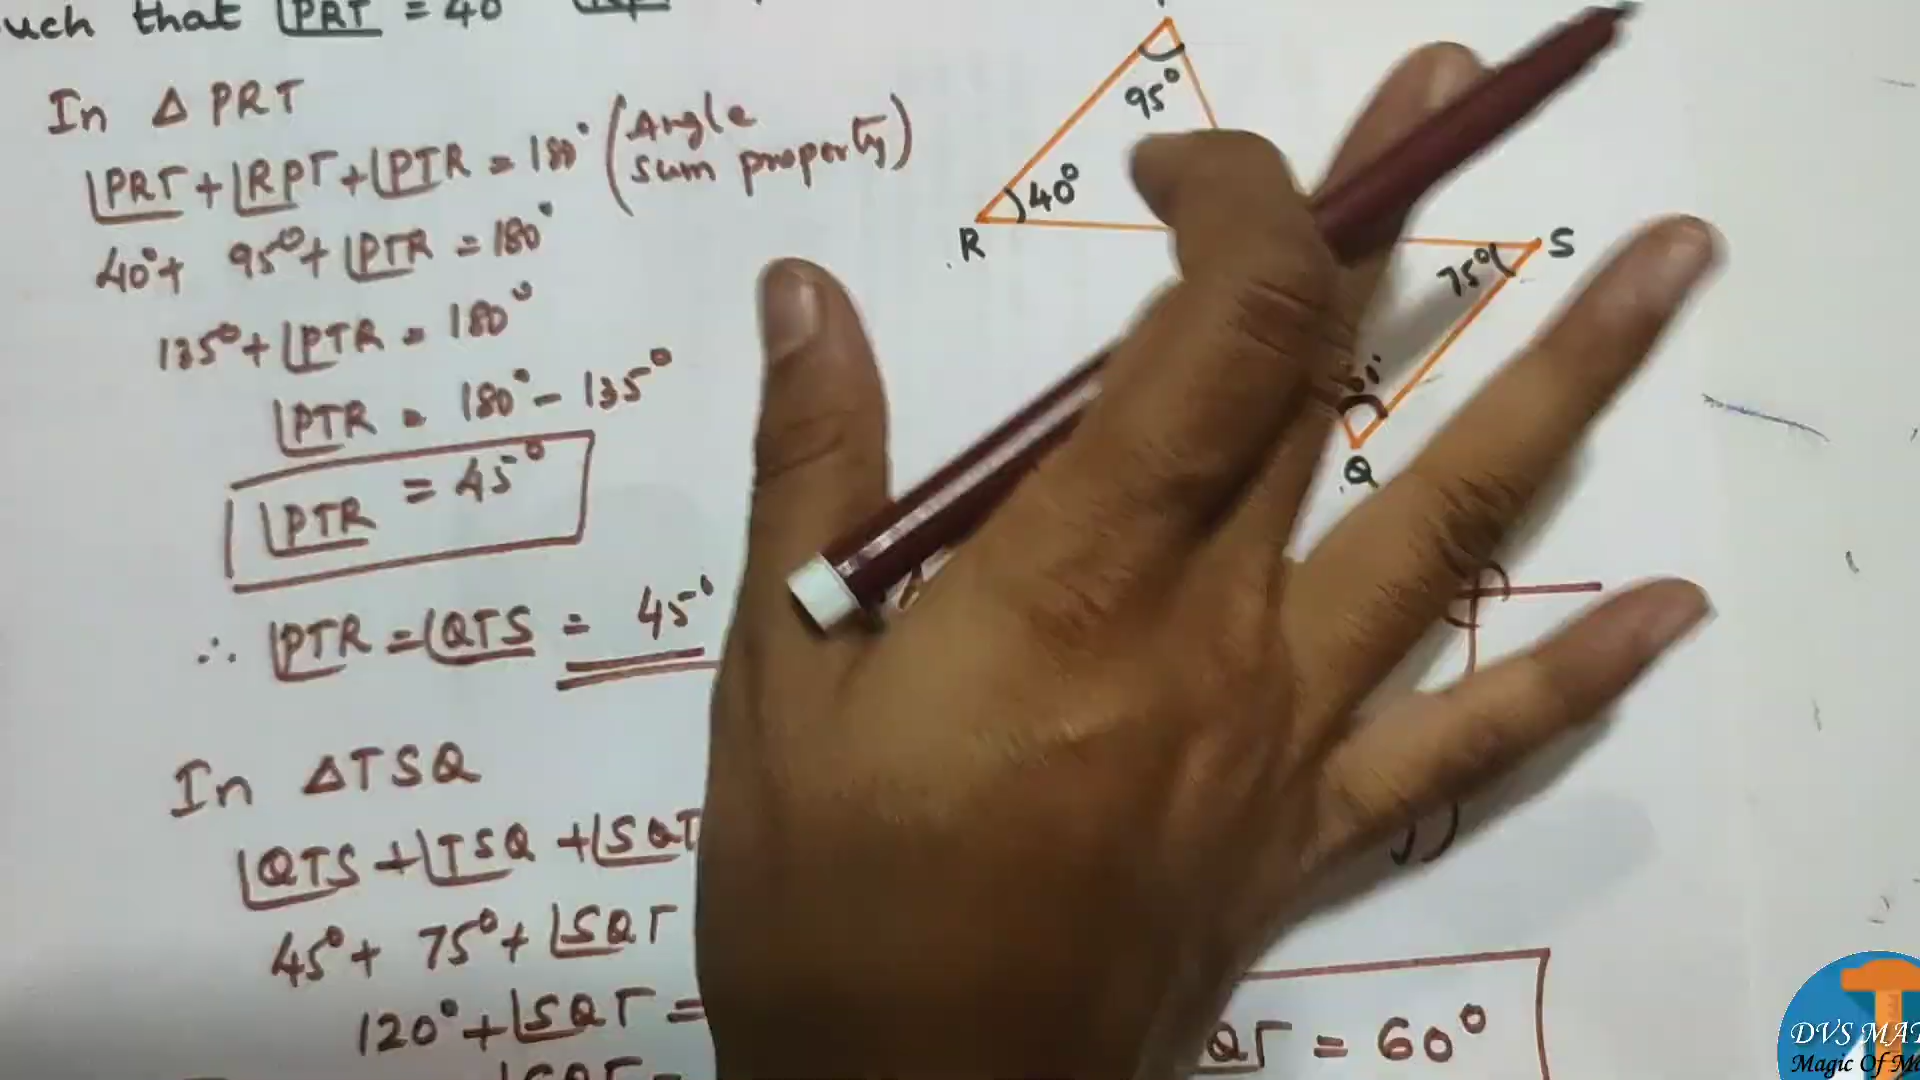 uch that ∠PRT = 40
In Δ PRT
∠PRT + ∠RPT + ∠PTR = 180° (Angle sum property)
40° + 95° + ∠PTR = 180°
135° + ∠PTR = 180°
∠PTR = 180° - 135°
∠PTR = 45°
∴ ∠PTR = ∠QTS = 45°
In ΔTSQ
∠QTS + ∠TSQ + ∠SQT
45° + 75° + ∠SQT
120° + ∠SQT =
QT = 60°
95°
40°
R
S
75°
Q
DVS MA
Magic Of M